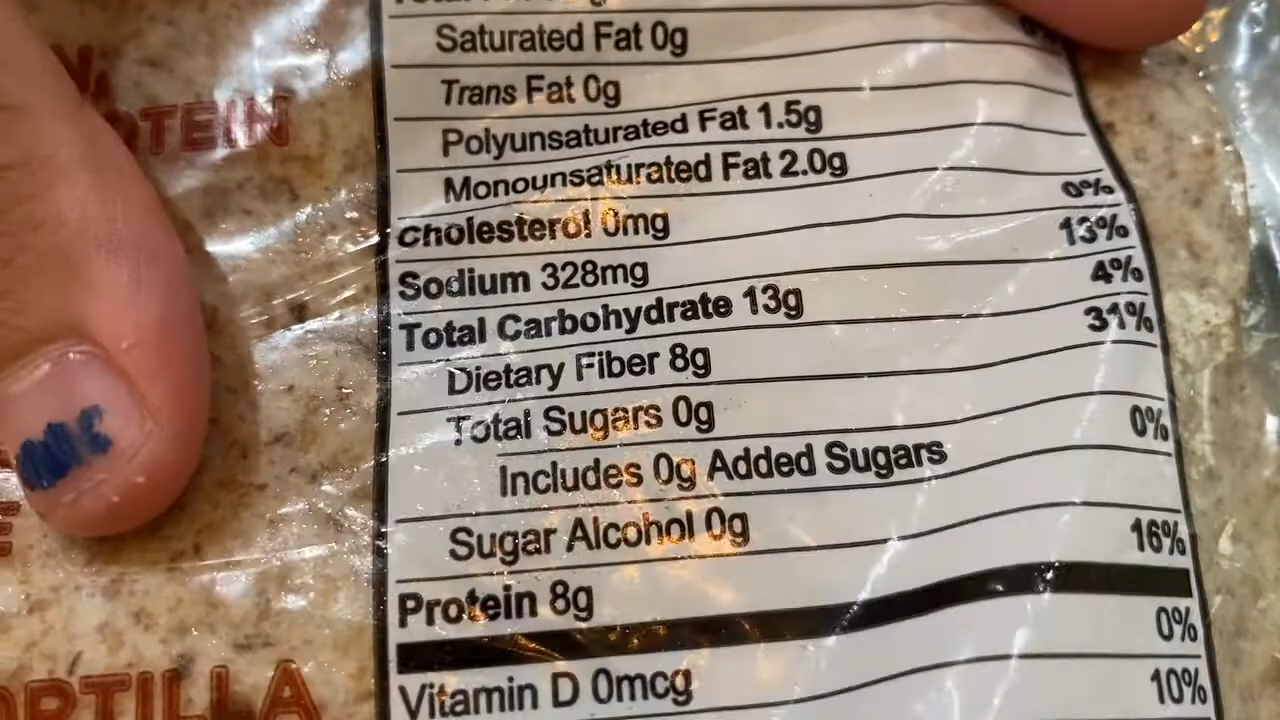 Saturated Fat 0g
Trans Fat 0g
Polyunsaturated Fat 1.5g
Monounsaturated Fat 2.0g
Cholesterol 0mg 0%
Sodium 328mg 13%
Total Carbohydrate 13g 4%
Dietary Fiber 8g 31%
Total Sugars 0g
Includes 0g Added Sugars 0%
Sugar Alcohol 0g
Protein 8g 16%
Vitamin D 0mcg 0%
10%